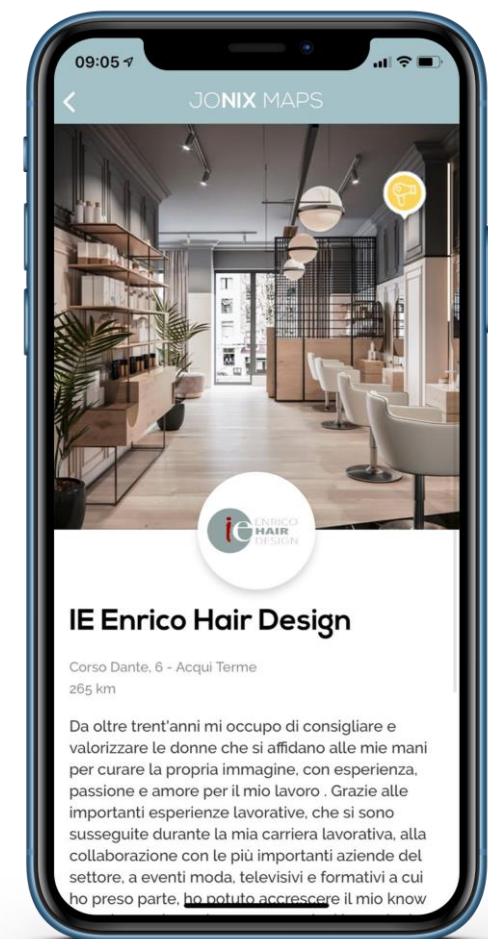 09:05
JONIX MAPS
ie ENRICO
HAIR
DESIGN
IE Enrico Hair Design
Corso Dante, 6 - Acqui Terme
265 km
Da oltre trent'anni mi occupo di consigliare e
valorizzare le donne che si affidano alle mie mani
per curare la propria immagine, con esperienza,
passione e amore per il mio lavoro . Grazie alle
importanti esperienze lavorative, che si sono
susseguite durante la mia carriera lavorativa, alla
collaborazione con le più importanti aziende del
settore, a eventi moda, televisivi e formativi a cui
ho preso parte, ho potuto accrescere il mio know